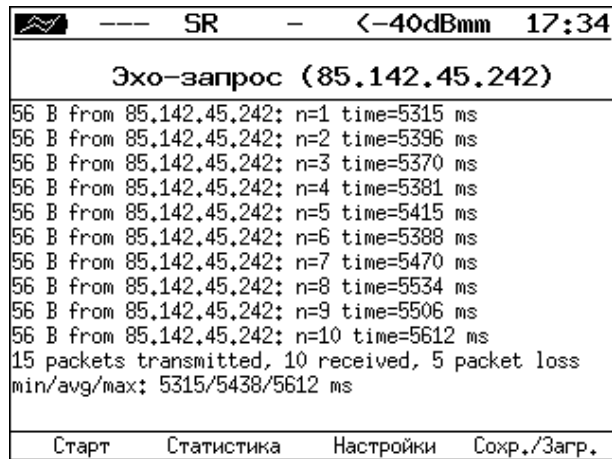 --- SR - <-40dBmm 17:34
Эхо-запрос (85.142.45.242)
56 B from 85.142.45.242: n=1 time=5315 ms
56 B from 85.142.45.242: n=2 time=5396 ms
56 B from 85.142.45.242: n=3 time=5370 ms
56 B from 85.142.45.242: n=4 time=5381 ms
56 B from 85.142.45.242: n=5 time=5415 ms
56 B from 85.142.45.242: n=6 time=5388 ms
56 B from 85.142.45.242: n=7 time=5470 ms
56 B from 85.142.45.242: n=8 time=5534 ms
56 B from 85.142.45.242: n=9 time=5506 ms
56 B from 85.142.45.242: n=10 time=5612 ms
15 packets transmitted, 10 received, 5 packet loss
min/avg/max: 5315/5438/5612 ms
Старт Статистика Настройки Сохр./Загр.